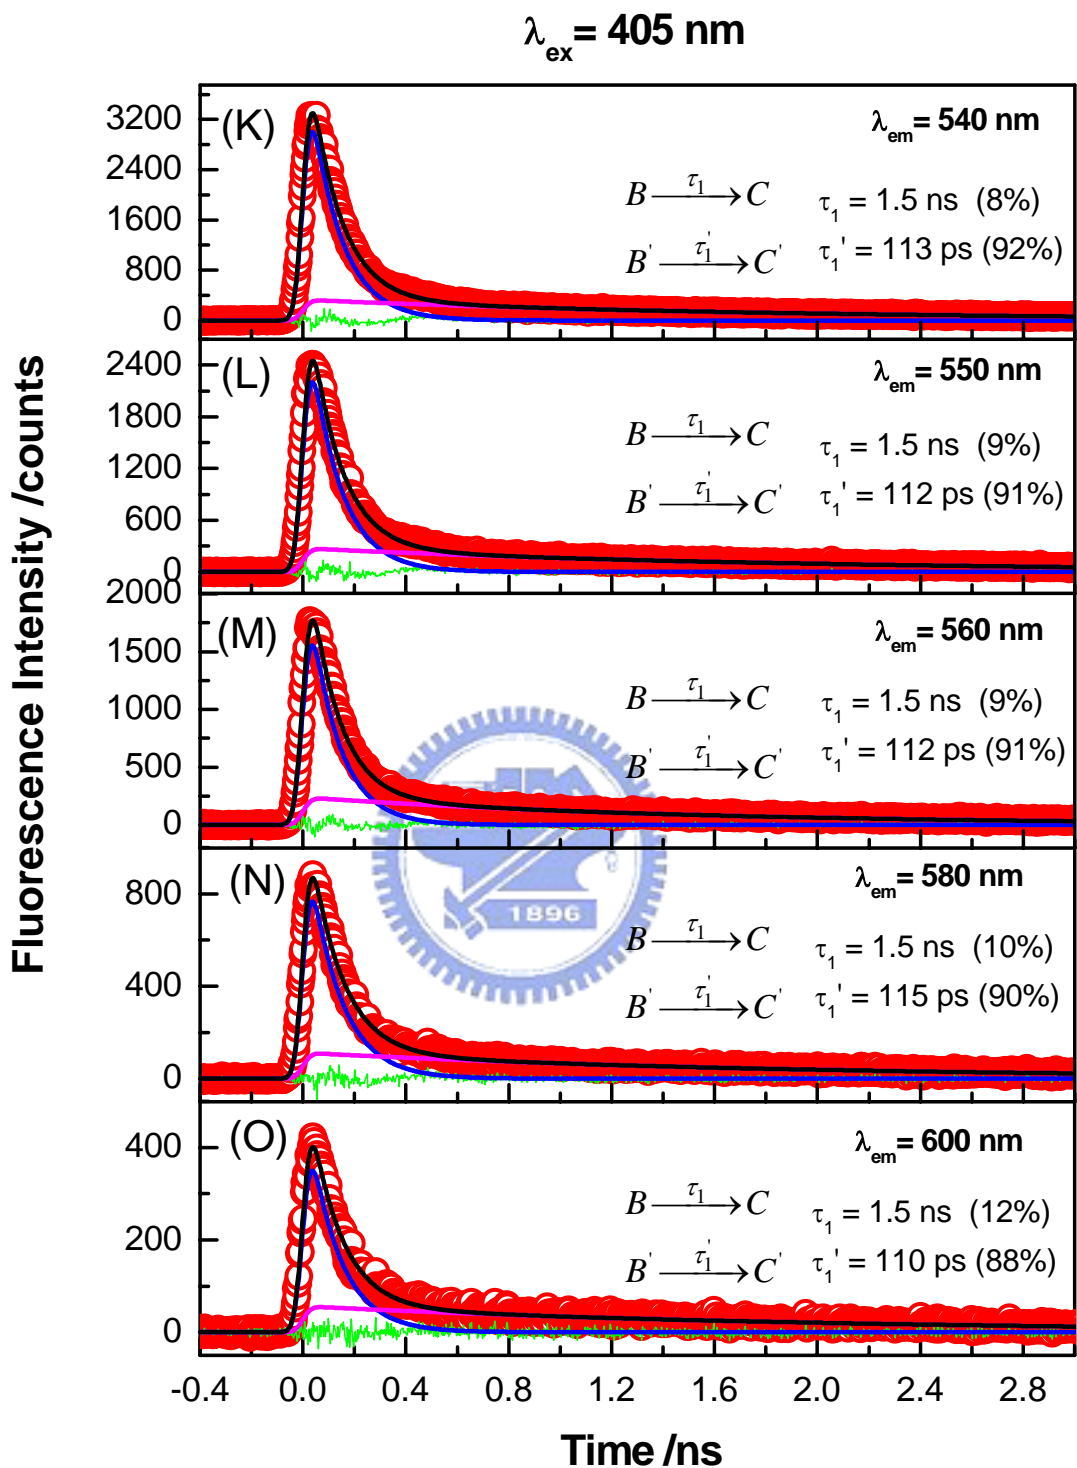 λex= 405 nm
Fluorescence Intensity /counts
(K)
λem= 540 nm
B τ1 C
τ1 = 1.5 ns (8%)
B' τ1' C'
τ1' = 113 ps (92%)
3200
2400
1600
800
0
(L)
λem= 550 nm
B τ1 C
τ1 = 1.5 ns (9%)
B' τ1' C'
τ1' = 112 ps (91%)
2400
1800
1200
600
0
(M)
λem= 560 nm
B τ1 C
τ1 = 1.5 ns (9%)
B' τ1' C'
τ1' = 112 ps (91%)
2000
1500
1000
500
0
(N)
λem= 580 nm
B τ1 C
τ1 = 1.5 ns (10%)
B' τ1' C'
τ1' = 115 ps (90%)
800
400
0
1896
(O)
λem= 600 nm
B τ1 C
τ1 = 1.5 ns (12%)
B' τ1' C'
τ1' = 110 ps (88%)
400
200
0
-0.4 0.0 0.4 .8 1.2 1.6 2.0 2.4 2.8
Time /ns